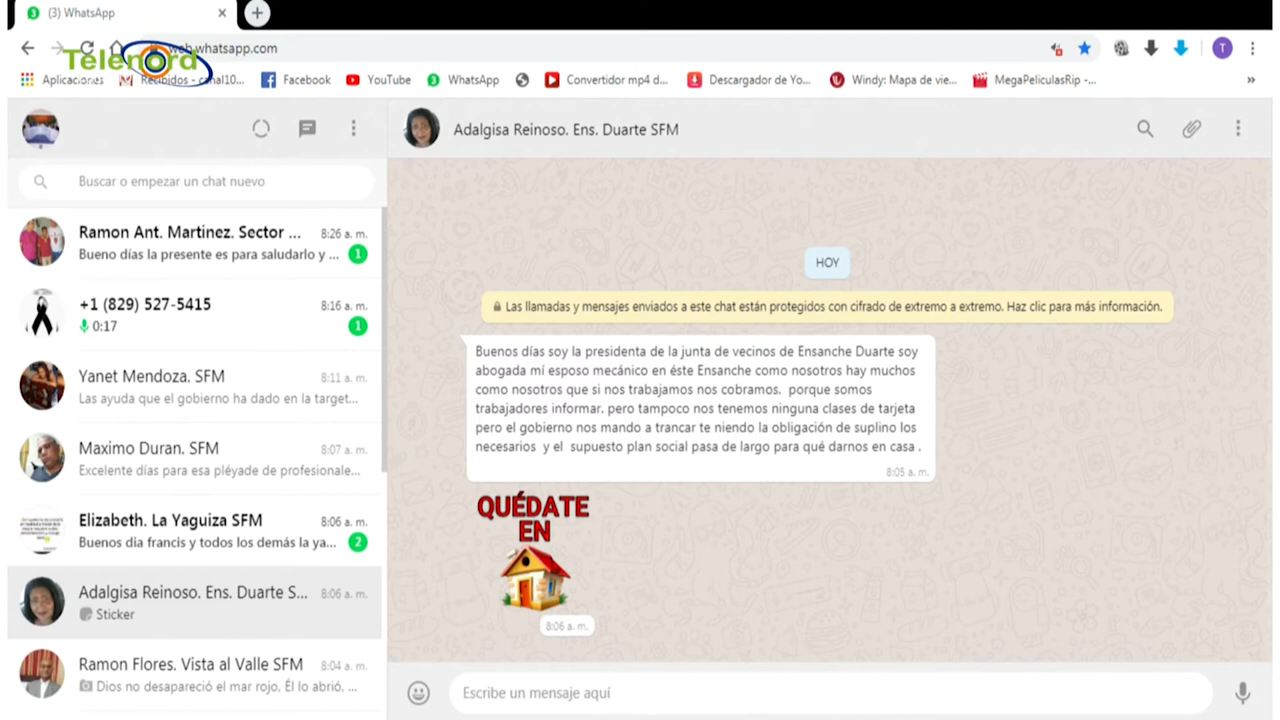 (3) WhatsApp
web.whatsapp.com
Telenord
Aplicaciones
Recibidos - canal10...
Facebook
YouTube
WhatsApp
Convertidor mp4 d...
Descargador de Yo...
Windy: Mapa de vie...
MegaPeliculasRip -...
»
T
Adalgisa Reinoso. Ens. Duarte SFM
Buscar o empezar un chat nuevo
Ramon Ant. Martinez. Sector ...
8:26 a. m.
Bueno días la presente es para saludarlo y ...
1
+1 (829) 527-5415
8:16 a. m.
0:17
1
Yanet Mendoza. SFM
8:11 a. m.
Las ayuda que el gobierno ha dado en la target...
Maximo Duran. SFM
8:07 a. m.
Excelente días para esa pléyade de profesionale...
Elizabeth. La Yaguiza SFM
8:06 a. m.
Buenos dia francis y todos los demás la ya...
2
Adalgisa Reinoso. Ens. Duarte S...
8:06 a. m.
Sticker
Ramon Flores. Vista al Valle SFM
8:04 a. m.
Dios no desapareció el mar rojo, Él lo abrió, ...
HOY
Las llamadas y mensajes enviados a este chat están protegidos con cifrado de extremo a extremo. Haz clic para más información.
Buenos días soy la presidenta de la junta de vecinos de Ensanche Duarte soy
abogada mí esposo mecánico en éste Ensanche como nosotros hay muchos
como nosotros que si nos trabajamos nos cobramos.  porque somos
trabajadores informar. pero tampoco nos tenemos ninguna clases de tarjeta
pero el gobierno nos mando a trancar te niendo la obligación de suplino los
necesarios  y el  supuesto plan social pasa de largo para qué darnos en casa .
8:05 a. m.
QUÉDATE
EN
8:06 a. m.
Escribe un mensaje aquí